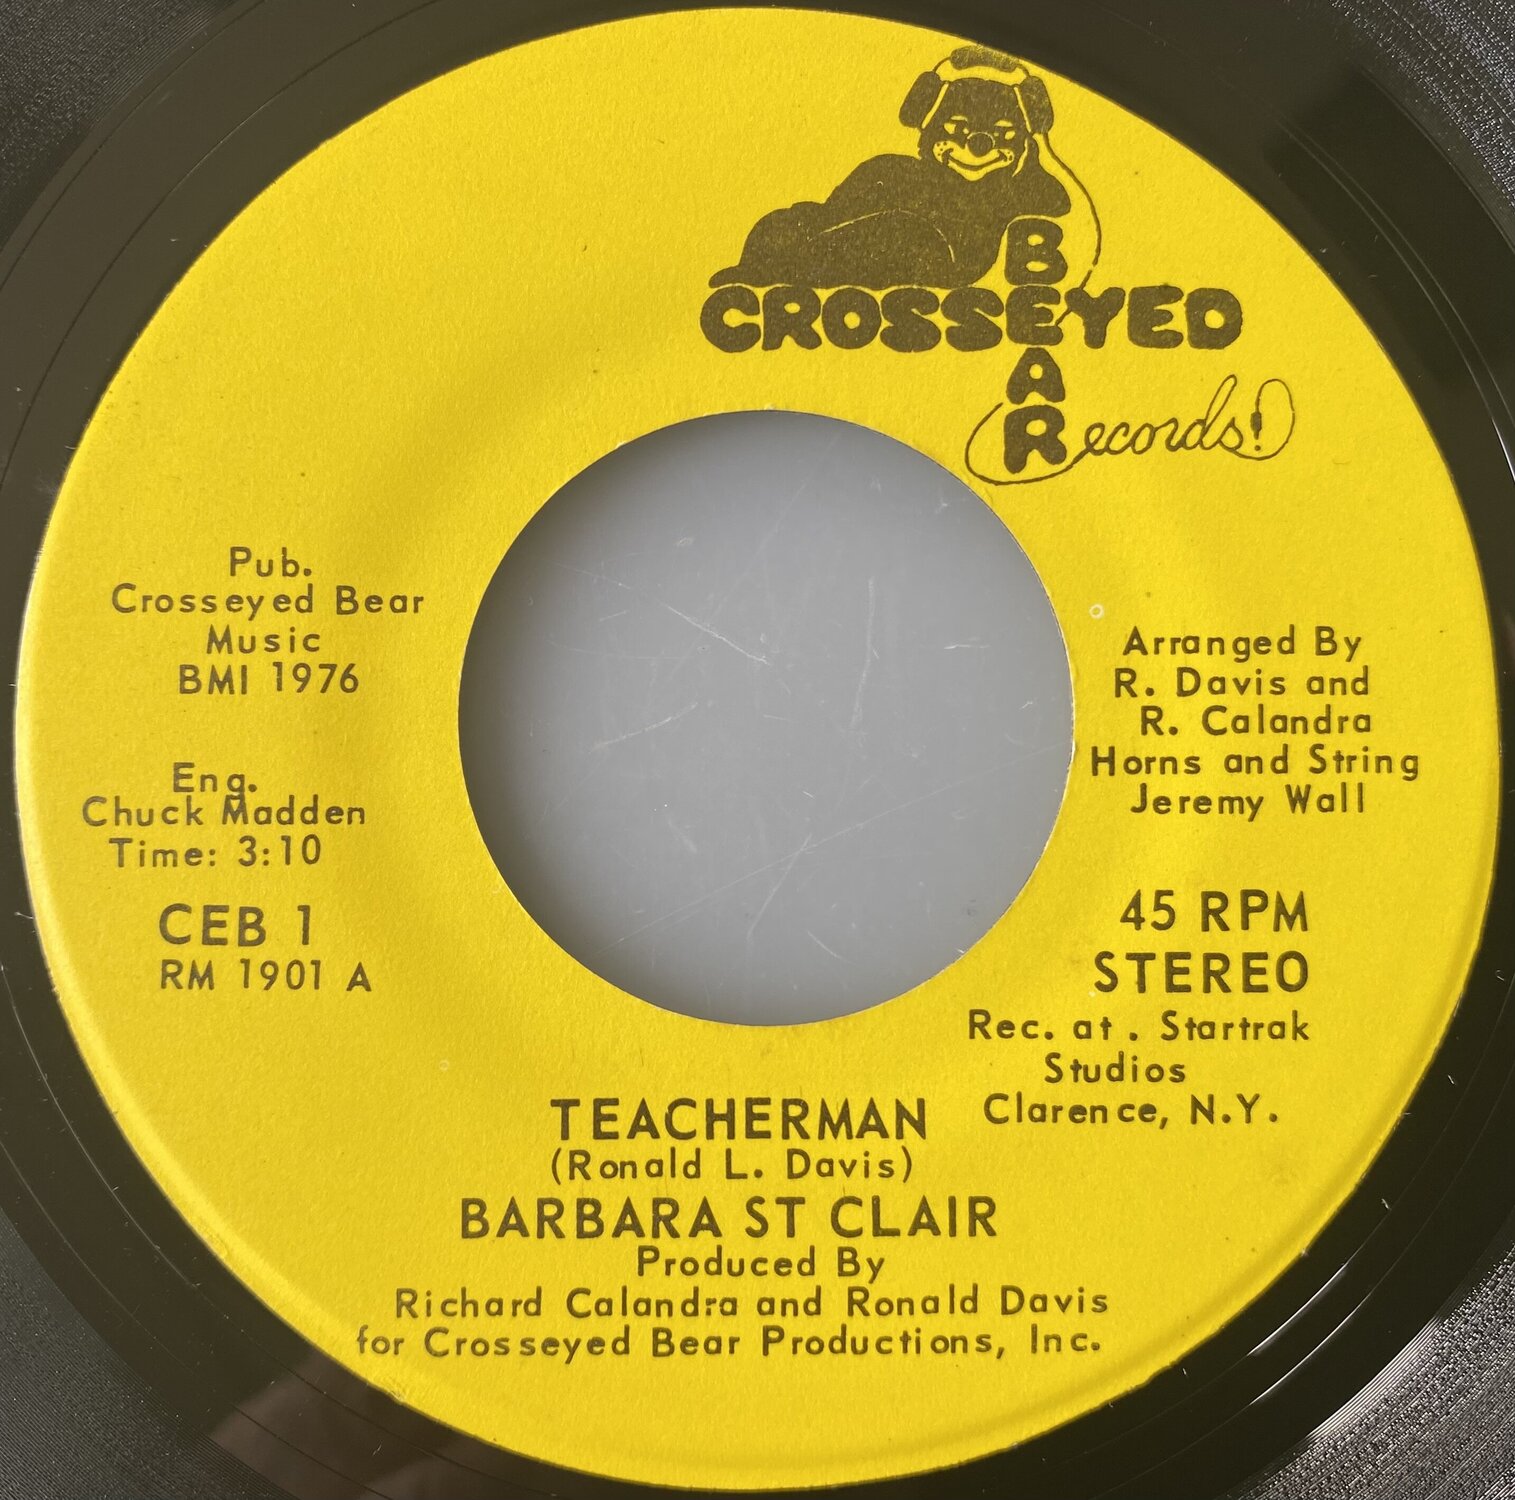 CROSSEYED
BEAR
Records!
Pub.
Crosseyed Bear
Music
BMI 1976
Eng.
Chuck Madden
Time: 3:10
CEB 1
RM 1901 A
Arranged By
R. Davis and
R. Calandra
Horns and String
Jeremy Wall
45 RPM
STEREO
Rec. at . Startrak
Studios
Clarence, N.Y.
TEACHERMAN
(Ronald L. Davis)
BARBARA ST CLAIR
Produced By
Richard Calandra and Ronald Davis
for Crosseyed Bear Productions, Inc.